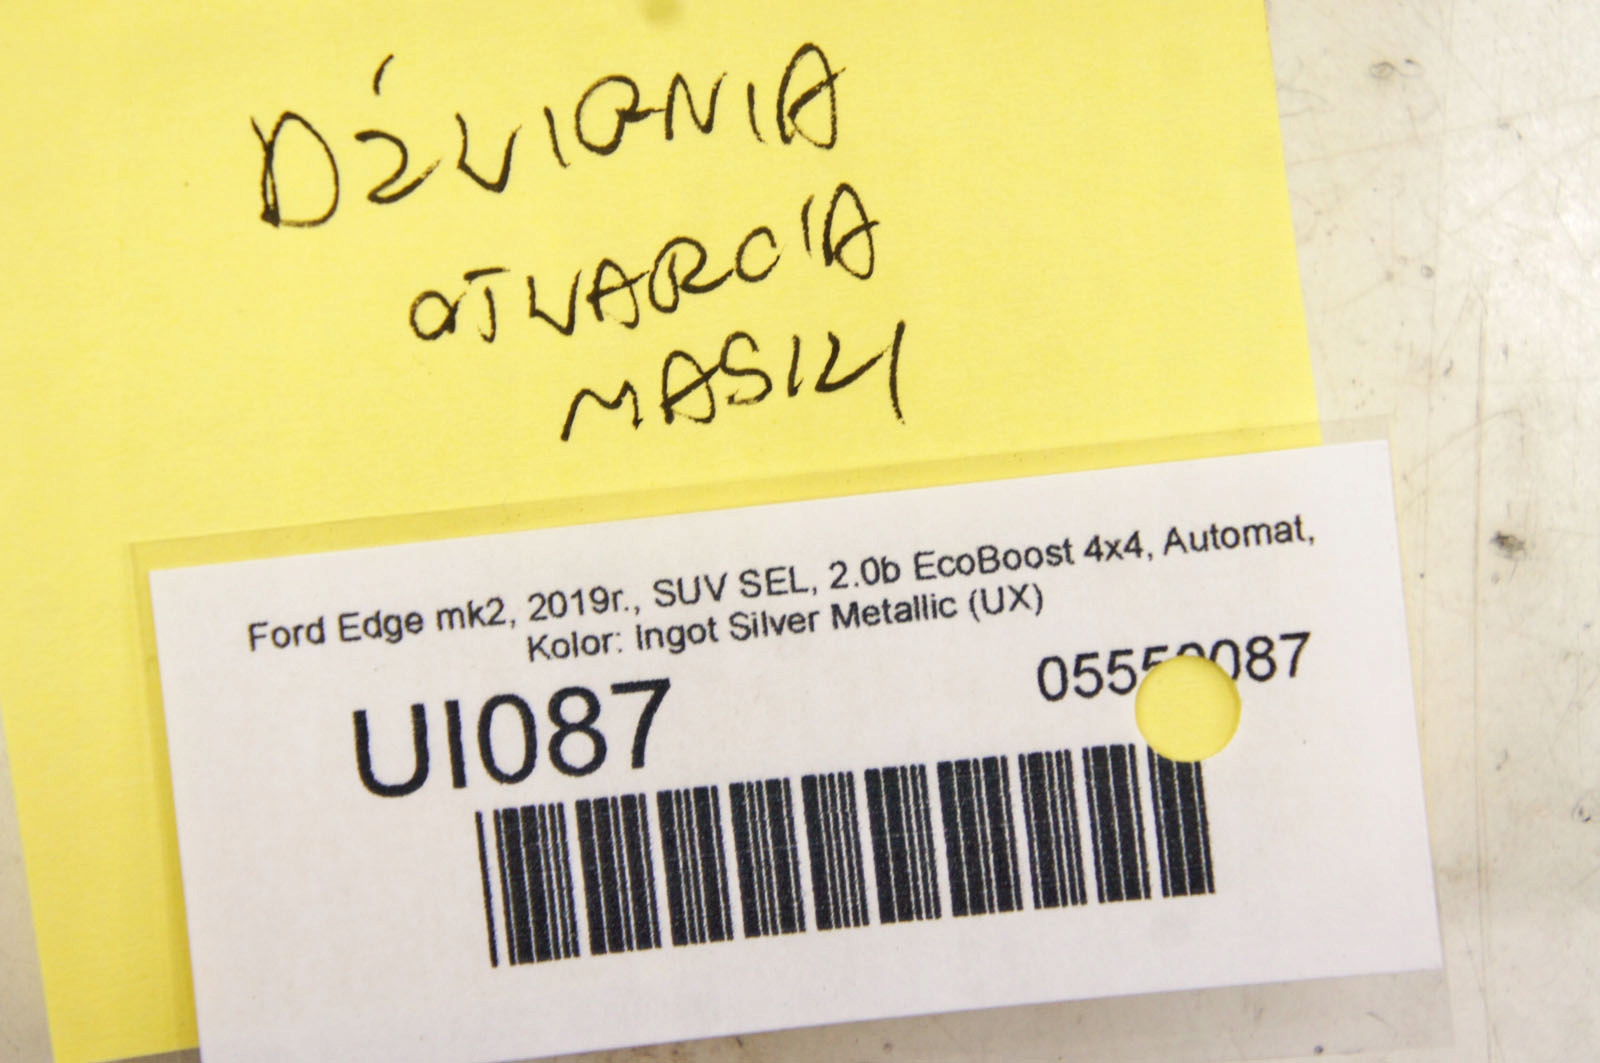 DŹWIGNIA
OTWARCIA
MASKI
Ford Edge mk2, 2019r., SUV SEL, 2.0b EcoBoost 4x4, Automat,
Kolor: Ingot Silver Metallic (UX)
UI087